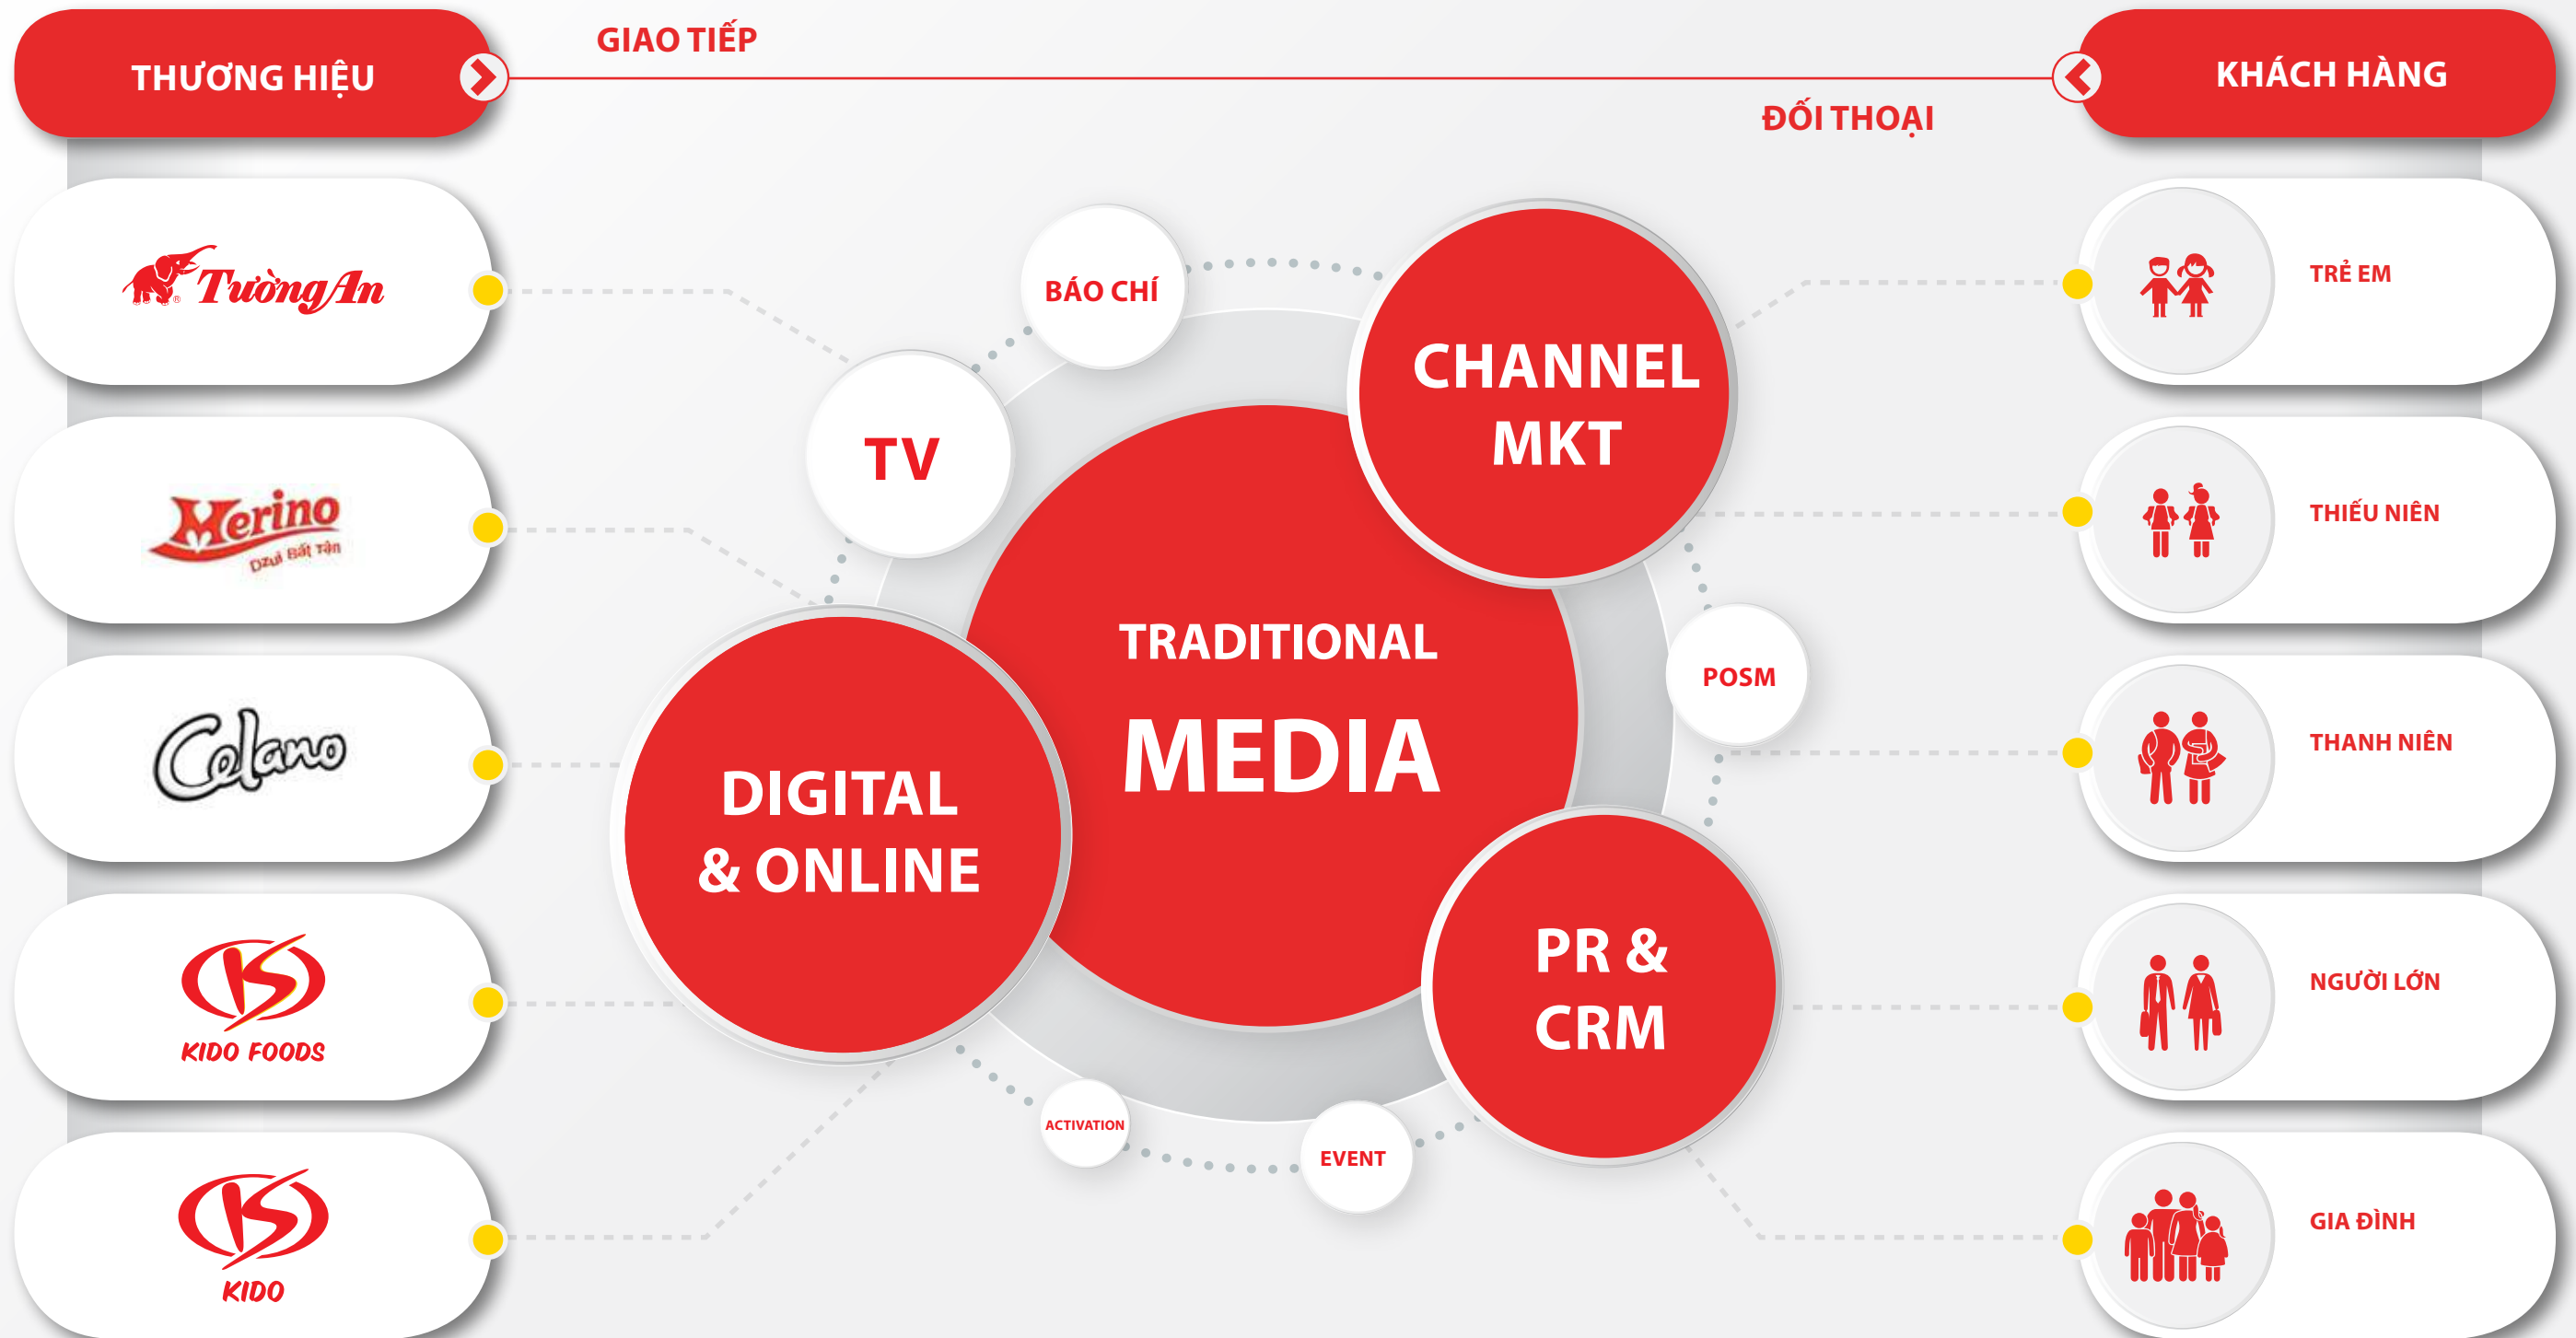 THƯƠNG HIỆU
GIAO TIẾP
ĐỐI THOẠI
KHÁCH HÀNG
Tường An
®
Merino
Dzui Bất Tận
Celano
KIDO FOODS
KIDO
BÁO CHÍ
TV
CHANNEL
MKT
TRADITIONAL
MEDIA
DIGITAL
& ONLINE
POSM
PR &
CRM
ACTIVATION
EVENT
TRẺ EM
THIẾU NIÊN
THANH NIÊN
NGƯỜI LỚN
GIA ĐÌNH